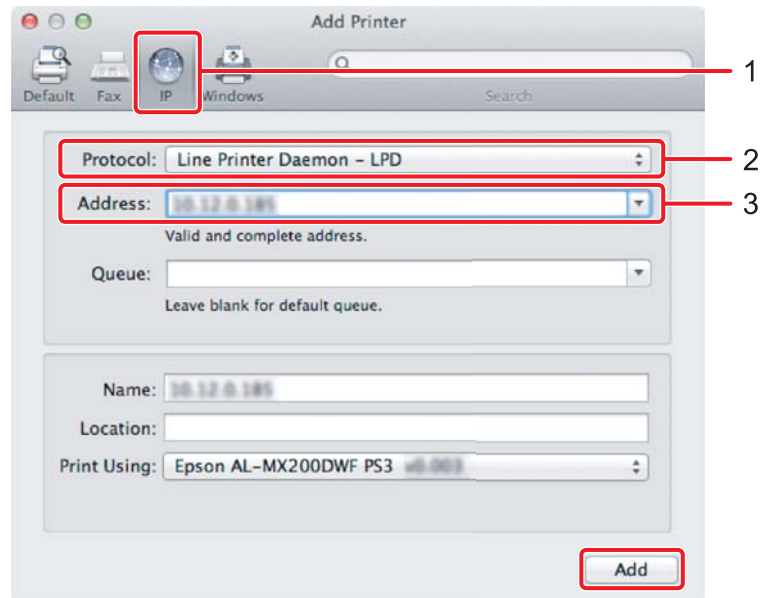 Add Printer
Default Fax IP Windows Search
1
Protocol: Line Printer Daemon – LPD
2
Address:
3
Valid and complete address.
Queue:
Leave blank for default queue.
Name:
Location:
Print Using: Epson AL–MX200DWF PS3
Add